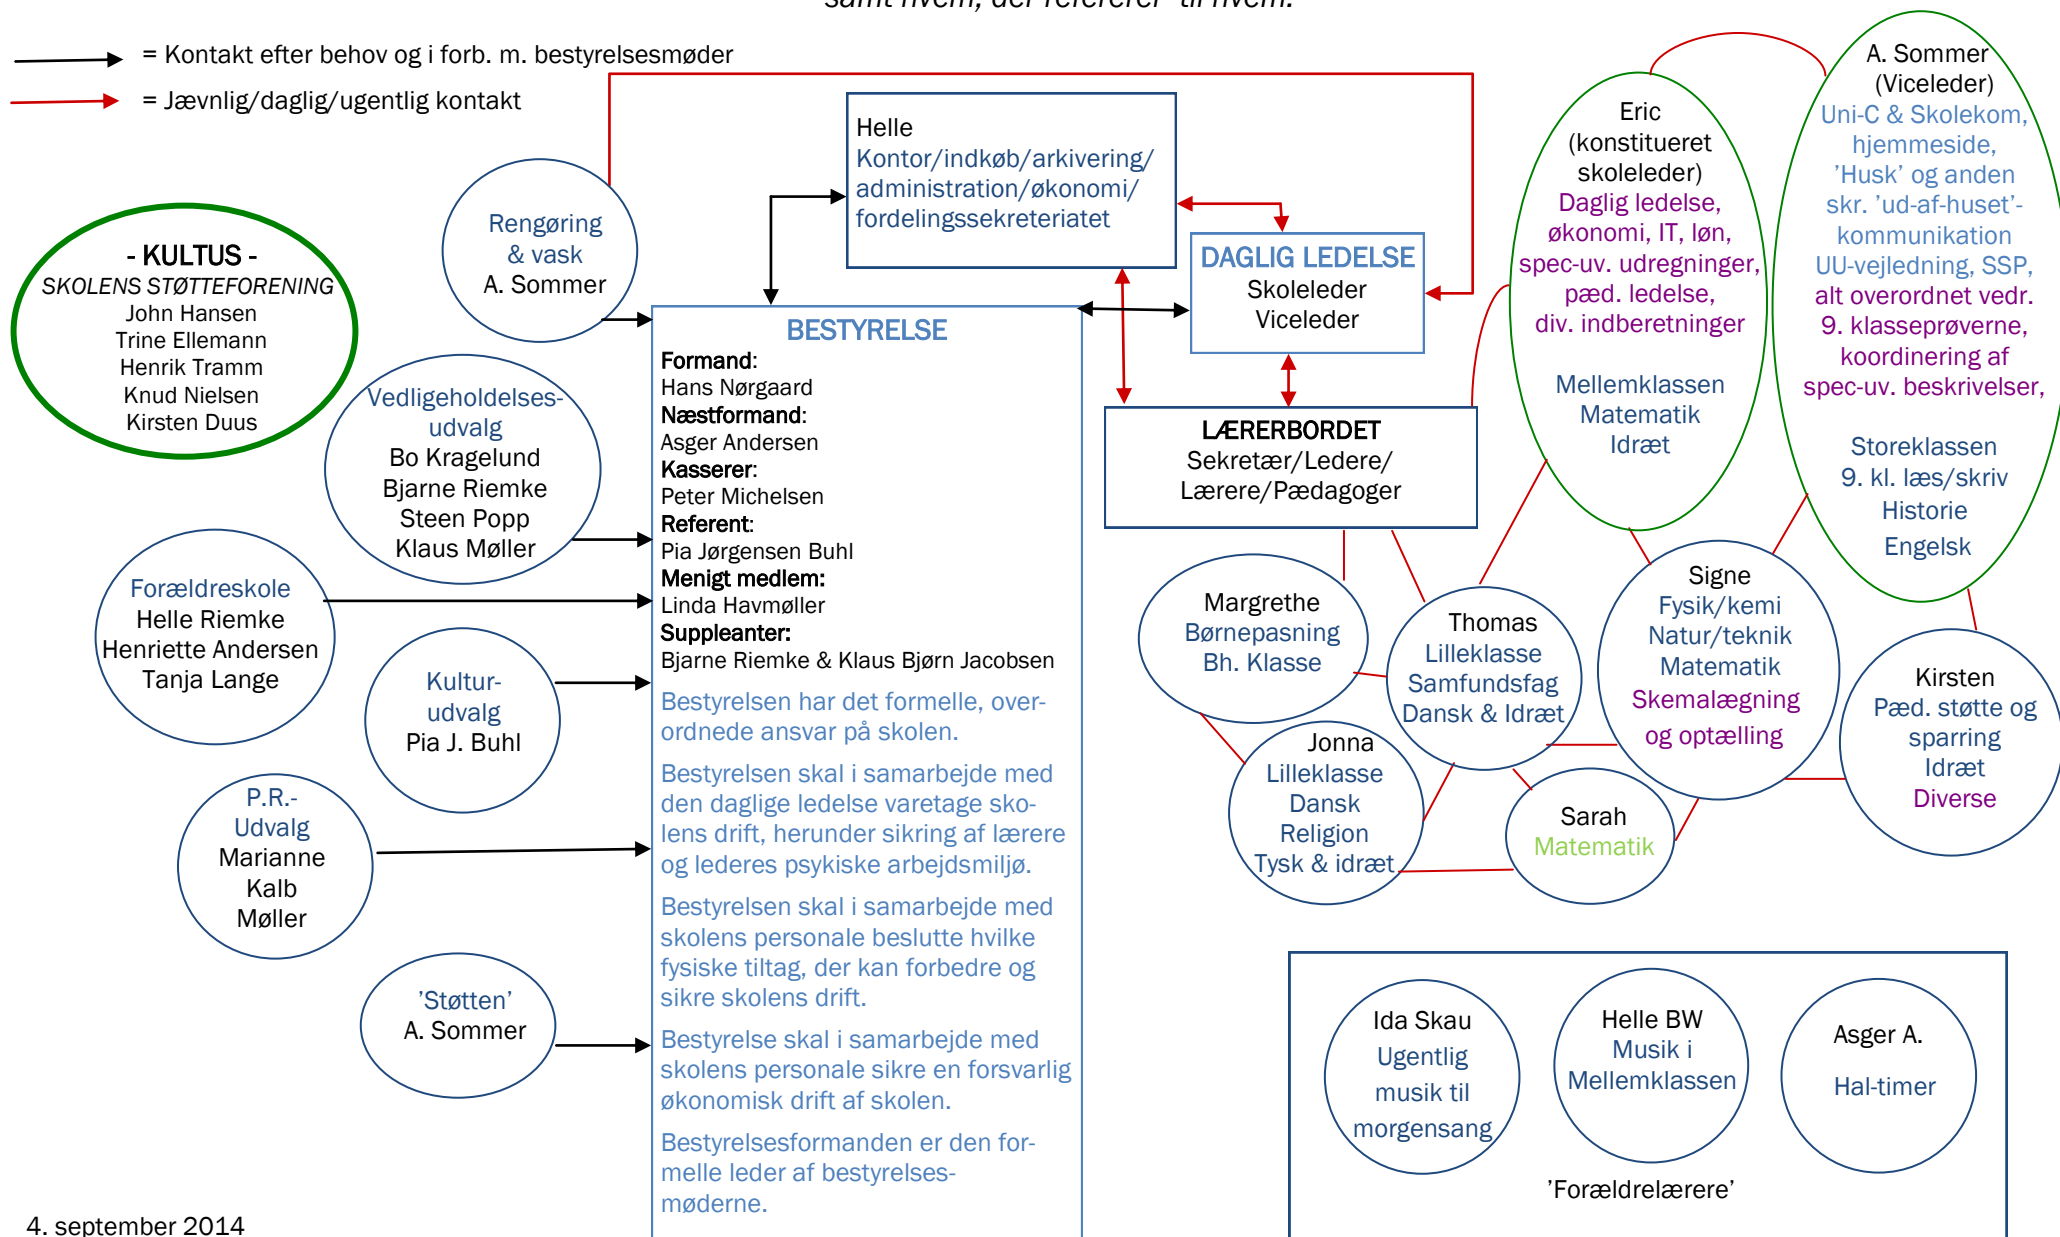 samt hvem, der refererer til hvem.
= Kontakt efter behov og i forb. m. bestyrelsesmøder
= Jævnlig/daglig/ugentlig kontakt
- KULTUS -
SKOLENS STØTTEFORENING
John Hansen
Trine Ellemann
Henrik Tramm
Knud Nielsen
Kirsten Duus
Rengøring
& vask
A. Sommer
Vedligeholdelses-
udvalg
Bo Kragelund
Bjarne Riemke
Steen Popp
Klaus Møller
Forældreskole
Helle Riemke
Henriette Andersen
Tanja Lange
Kultur-
udvalg
Pia J. Buhl
P.R.-
Udvalg
Marianne
Kalb
Møller
'Støtten'
A. Sommer
4. september 2014
Helle
Kontor/indkøb/arkivering/
administration/økonomi/
fordelingssekreteriatet
BESTYRELSE
Formand:
Hans Nørgaard
Næstformand:
Asger Andersen
Kasserer:
Peter Michelsen
Referent:
Pia Jørgensen Buhl
Menigt medlem:
Linda Havmøller
Suppleanter:
Bjarne Riemke & Klaus Bjørn Jacobsen
Bestyrelsen har det formelle, over-
ordnede ansvar på skolen.
Bestyrelsen skal i samarbejde med
den daglige ledelse varetage sko-
lens drift, herunder sikring af lærere
og lederes psykiske arbejdsmiljø.
Bestyrelsen skal i samarbejde med
skolens personale beslutte hvilke
fysiske tiltag, der kan forbedre og
sikre skolens drift.
Bestyrelse skal i samarbejde med
skolens personale sikre en forsvarlig
økonomisk drift af skolen.
Bestyrelsesformanden er den for-
melle leder af bestyrelses-
møderne.
DAGLIG LEDELSE
Skoleleder
Viceleder
LÆRERBORDET
Sekretær/Ledere/
Lærere/Pædagoger
Eric
(konstitueret
skoleleder)
Daglig ledelse,
økonomi, IT, løn,
spec-uv. udregninger,
pæd. ledelse,
div. indberetninger
Mellemklassen
Matematik
Idræt
A. Sommer
(Viceleder)
Uni-C & Skolekom,
hjemmeside,
'Husk' og anden
skr. 'ud-af-huset'-
kommunikation
UU-vejledning, SSP,
alt overordnet vedr.
9. klasseprøverne,
koordinering af
spec-uv. beskrivelser,
Storeklassen
9. kl. læs/skriv
Historie
Engelsk
Margrethe
Børnepasning
Bh. Klasse
Thomas
Lilleklasse
Samfundsfag
Dansk & Idræt
Signe
Fysik/kemi
Natur/teknik
Matematik
Skemalægning
og optælling
Kirsten
Pæd. støtte og
sparring
Idræt
Diverse
Jonna
Lilleklasse
Dansk
Religion
Tysk & idræt
Sarah
Matematik
Ida Skau
Ugentlig
musik til
morgensang
Helle BW
Musik i
Mellemklassen
Asger A.
Hal-timer
'Forældrelærere'